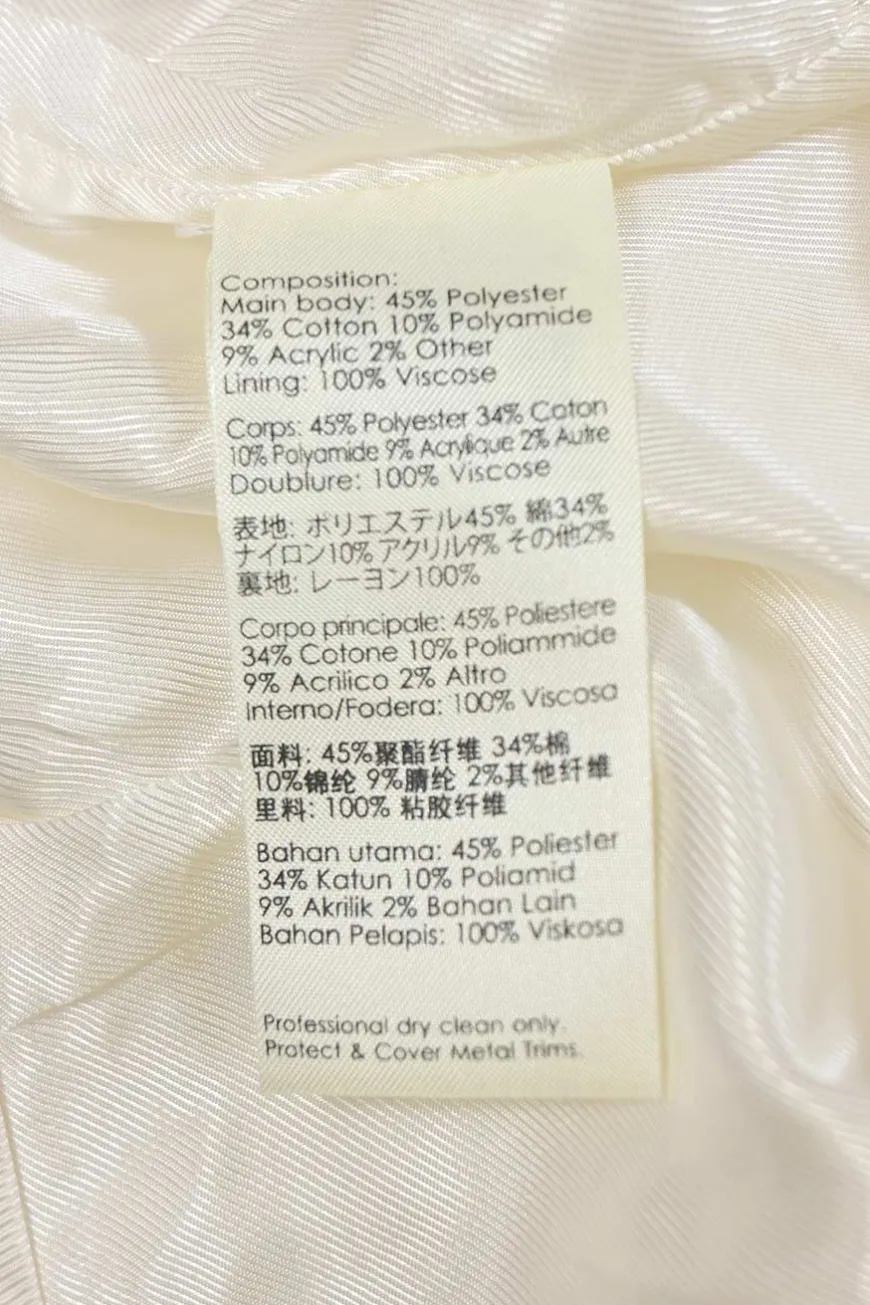 Composition:
Main body: 45% Polyester
34% Cotton 10% Polyamide
9% Acrylic 2% Other
Lining: 100% Viscose
Corps: 45% Polyester 34% Coton
10% Polyamide 9% Acrylique 2% Autre
Doublure: 100% Viscose
表地: ポリエステル45% 綿34%
ナイロン10% アクリル9% その他2%
裏地: レーヨン100%
Corpo principale: 45% Poliestere
34% Cotone 10% Poliammide
9% Acrilico 2% Altro
Interno/Fodera: 100% Viscosa
面料: 45%聚酯纤维 34%棉
10%锦纶 9%腈纶 2%其他纤维
里料: 100% 粘胶纤维
Bahan utama: 45% Poliester
34% Katun 10% Poliamid
9% Akrilik 2% Bahan Lain
Bahan Pelapis: 100% Viskosa
Professional dry clean only.
Protect & Cover Metal Trims.